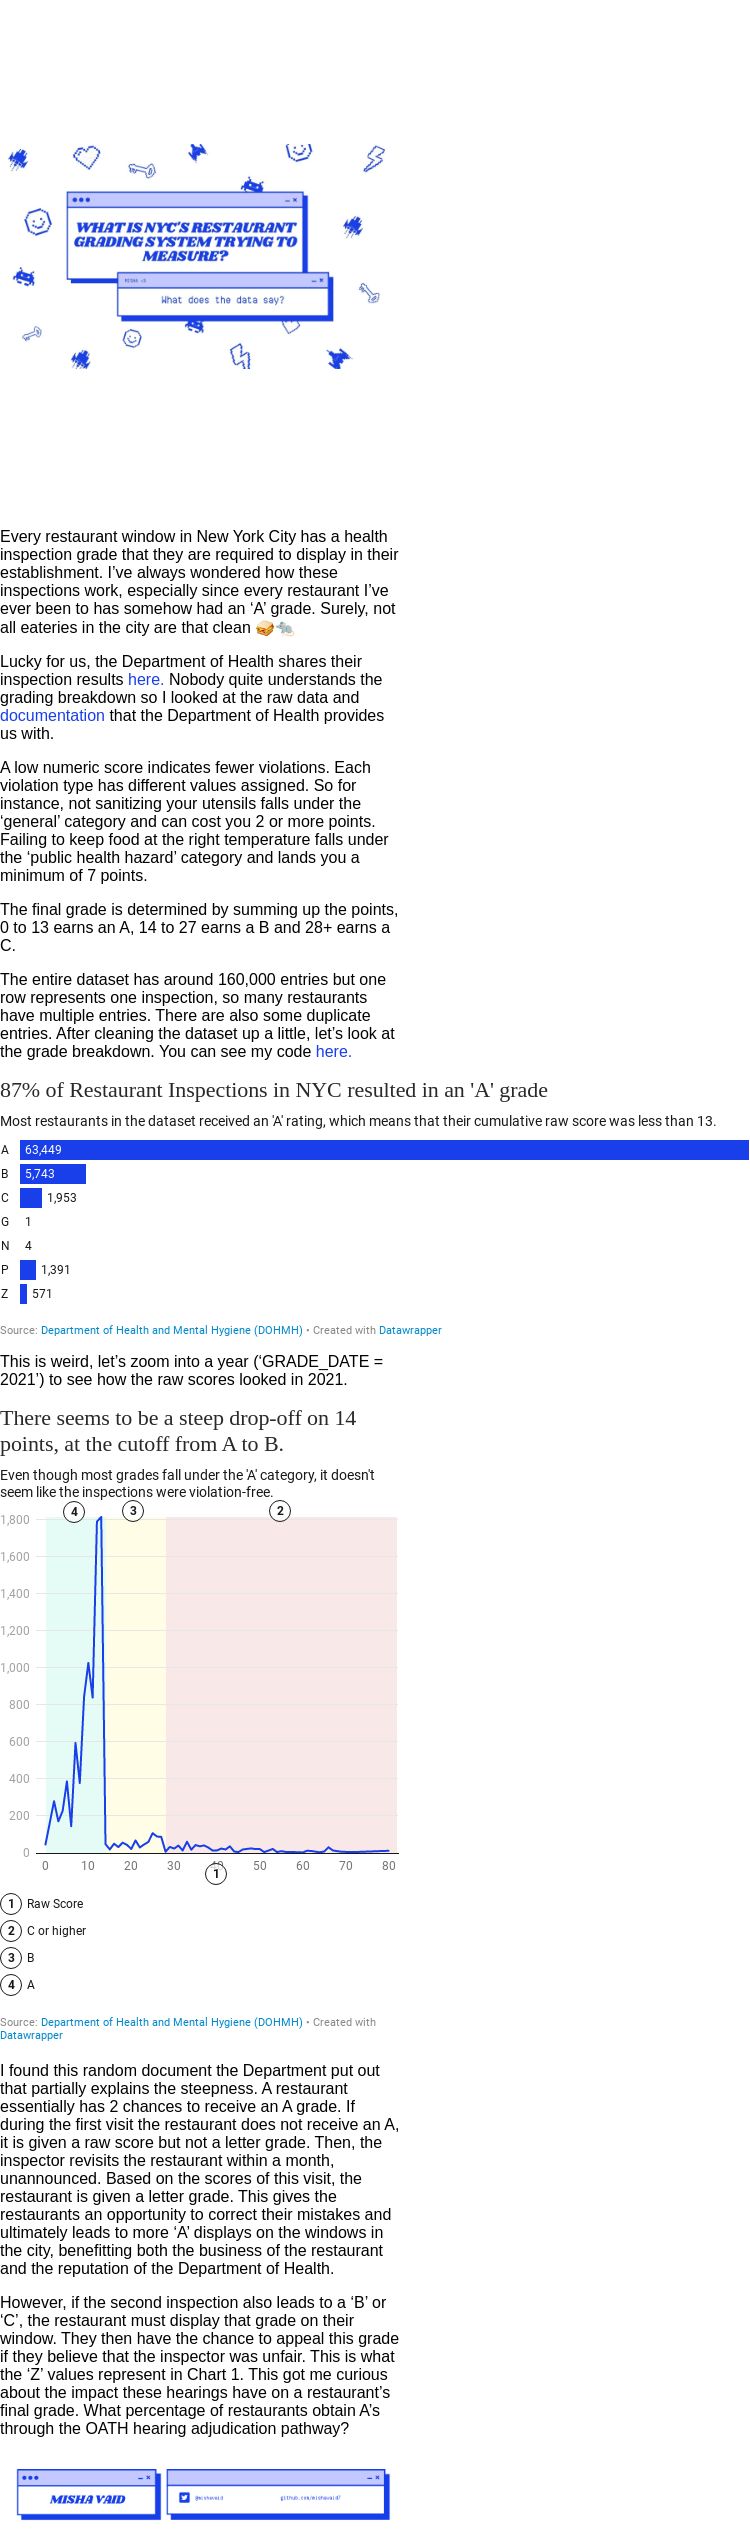 WHAT IS NYC'S RESTAURANT
GRADING SYSTEM TRYING TO
MEASURE?
What does the data say?
Every restaurant window in New York City has a health
inspection grade that they are required to display in their
establishment. I’ve always wondered how these
inspections work, especially since every restaurant I’ve
ever been to has somehow had an ‘A’ grade. Surely, not
all eateries in the city are that clean 🥪🐀
Lucky for us, the Department of Health shares their
inspection results here. Nobody quite understands the
grading breakdown so I looked at the raw data and
documentation that the Department of Health provides
us with.
A low numeric score indicates fewer violations. Each
violation type has different values assigned. So for
instance, not sanitizing your utensils falls under the
‘general’ category and can cost you 2 or more points.
Failing to keep food at the right temperature falls under
the ‘public health hazard’ category and lands you a
minimum of 7 points.
The final grade is determined by summing up the points,
0 to 13 earns an A, 14 to 27 earns a B and 28+ earns a
C.
The entire dataset has around 160,000 entries but one
row represents one inspection, so many restaurants
have multiple entries. There are also some duplicate
entries. After cleaning the dataset up a little, let’s look at
the grade breakdown. You can see my code here.
87% of Restaurant Inspections in NYC resulted in an 'A' grade
Most restaurants in the dataset received an 'A' rating, which means that their cumulative raw score was less than 13.
A 63,449
B 5,743
C 1,953
G 1
N 4
P 1,391
Z 571
Source: Department of Health and Mental Hygiene (DOHMH) • Created with Datawrapper
This is weird, let’s zoom into a year (‘GRADE_DATE =
2021’) to see how the raw scores looked in 2021.
There seems to be a steep drop-off on 14
points, at the cutoff from A to B.
Even though most grades fall under the 'A' category, it doesn't
seem like the inspections were violation-free.
4 3 2
1,800
1,600
1,400
1,200
1,000
800
600
400
200
0
0 10 20 30 40 50 60 70 80
1
1 Raw Score
2 C or higher
3 B
4 A
Source: Department of Health and Mental Hygiene (DOHMH) • Created with
Datawrapper
I found this random document the Department put out
that partially explains the steepness. A restaurant
essentially has 2 chances to receive an A grade. If
during the first visit the restaurant does not receive an A,
it is given a raw score but not a letter grade. Then, the
inspector revisits the restaurant within a month,
unannounced. Based on the scores of this visit, the
restaurant is given a letter grade. This gives the
restaurants an opportunity to correct their mistakes and
ultimately leads to more ‘A’ displays on the windows in
the city, benefitting both the business of the restaurant
and the reputation of the Department of Health.
However, if the second inspection also leads to a ‘B’ or
‘C’, the restaurant must display that grade on their
window. They then have the chance to appeal this grade
if they believe that the inspector was unfair. This is what
the ‘Z’ values represent in Chart 1. This got me curious
about the impact these hearings have on a restaurant’s
final grade. What percentage of restaurants obtain A’s
through the OATH hearing adjudication pathway?
MISHA VAID
@mishavaid